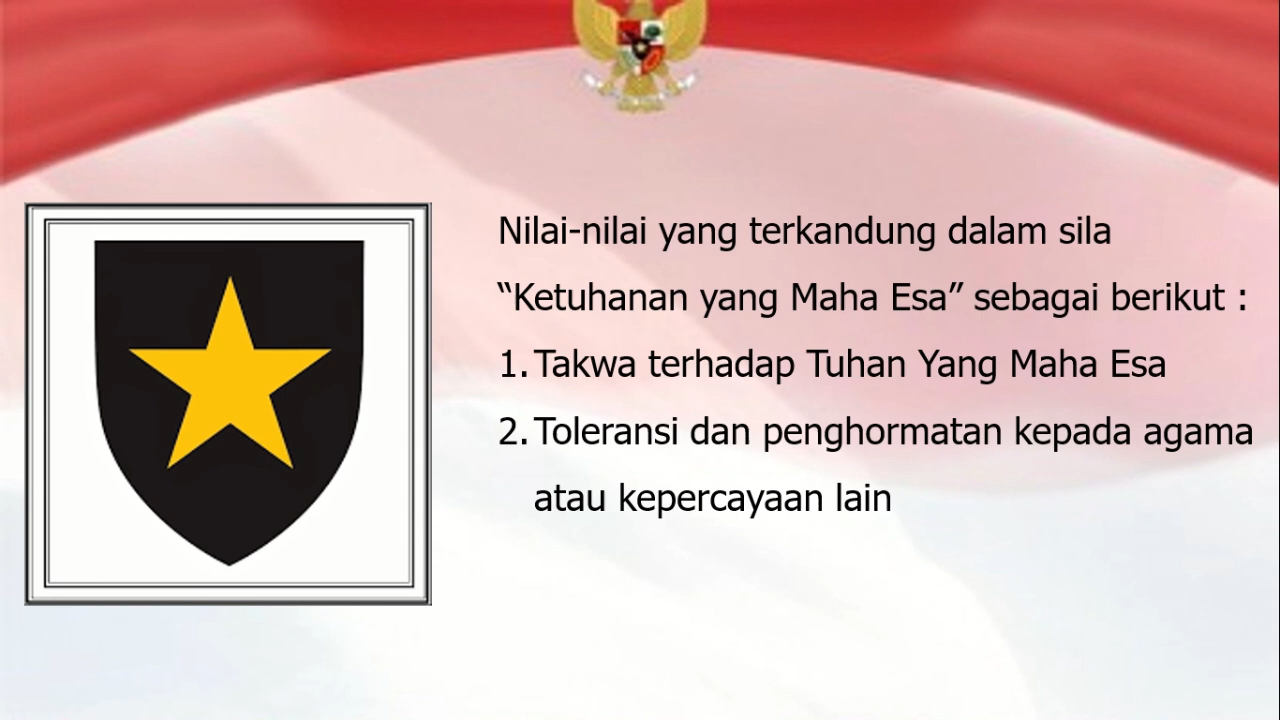 Nilai-nilai yang terkandung dalam sila
“Ketuhanan yang Maha Esa” sebagai berikut :
1. Takwa terhadap Tuhan Yang Maha Esa
2. Toleransi dan penghormatan kepada agama
atau kepercayaan lain